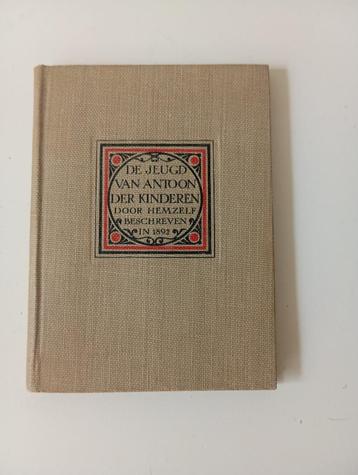 DE JEUGD
VAN ANTOON
DER KINDEREN
DOOR HEMZELF
BESCHREVEN
IN 1892